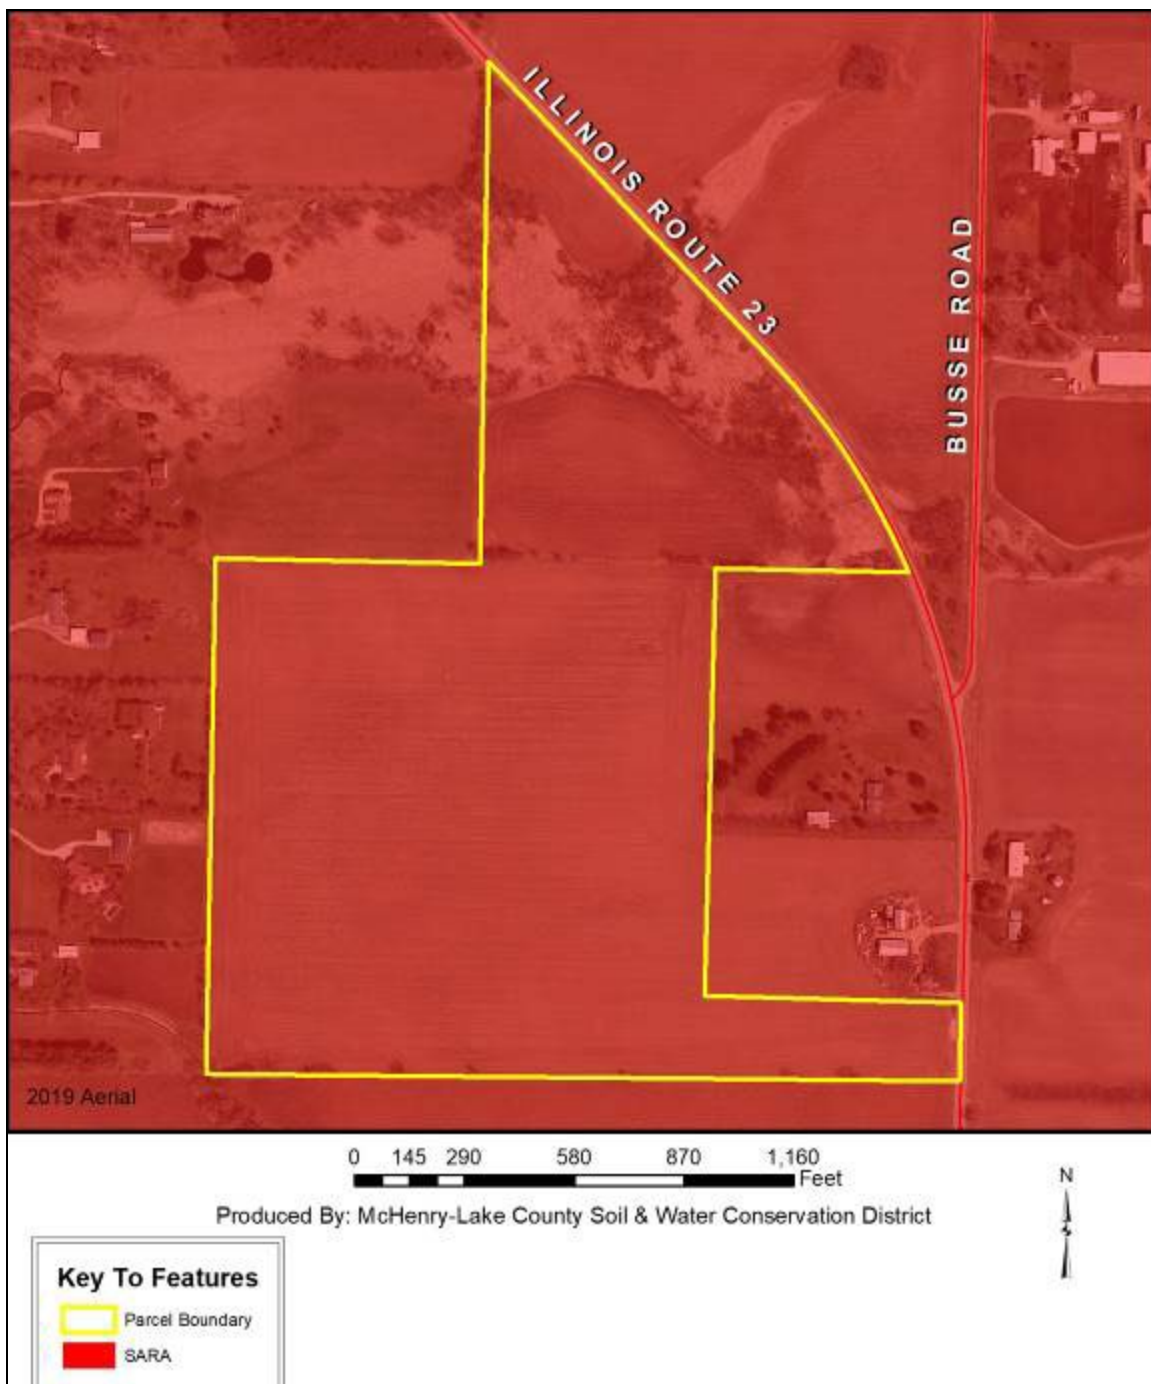 ILLINOIS ROUTE 23
BUSSE ROAD
2019 Aerial
0 145 290 580 870 1,160
Feet
Produced By: McHenry-Lake County Soil & Water Conservation District
N
Key To Features
Parcel Boundary
SARA